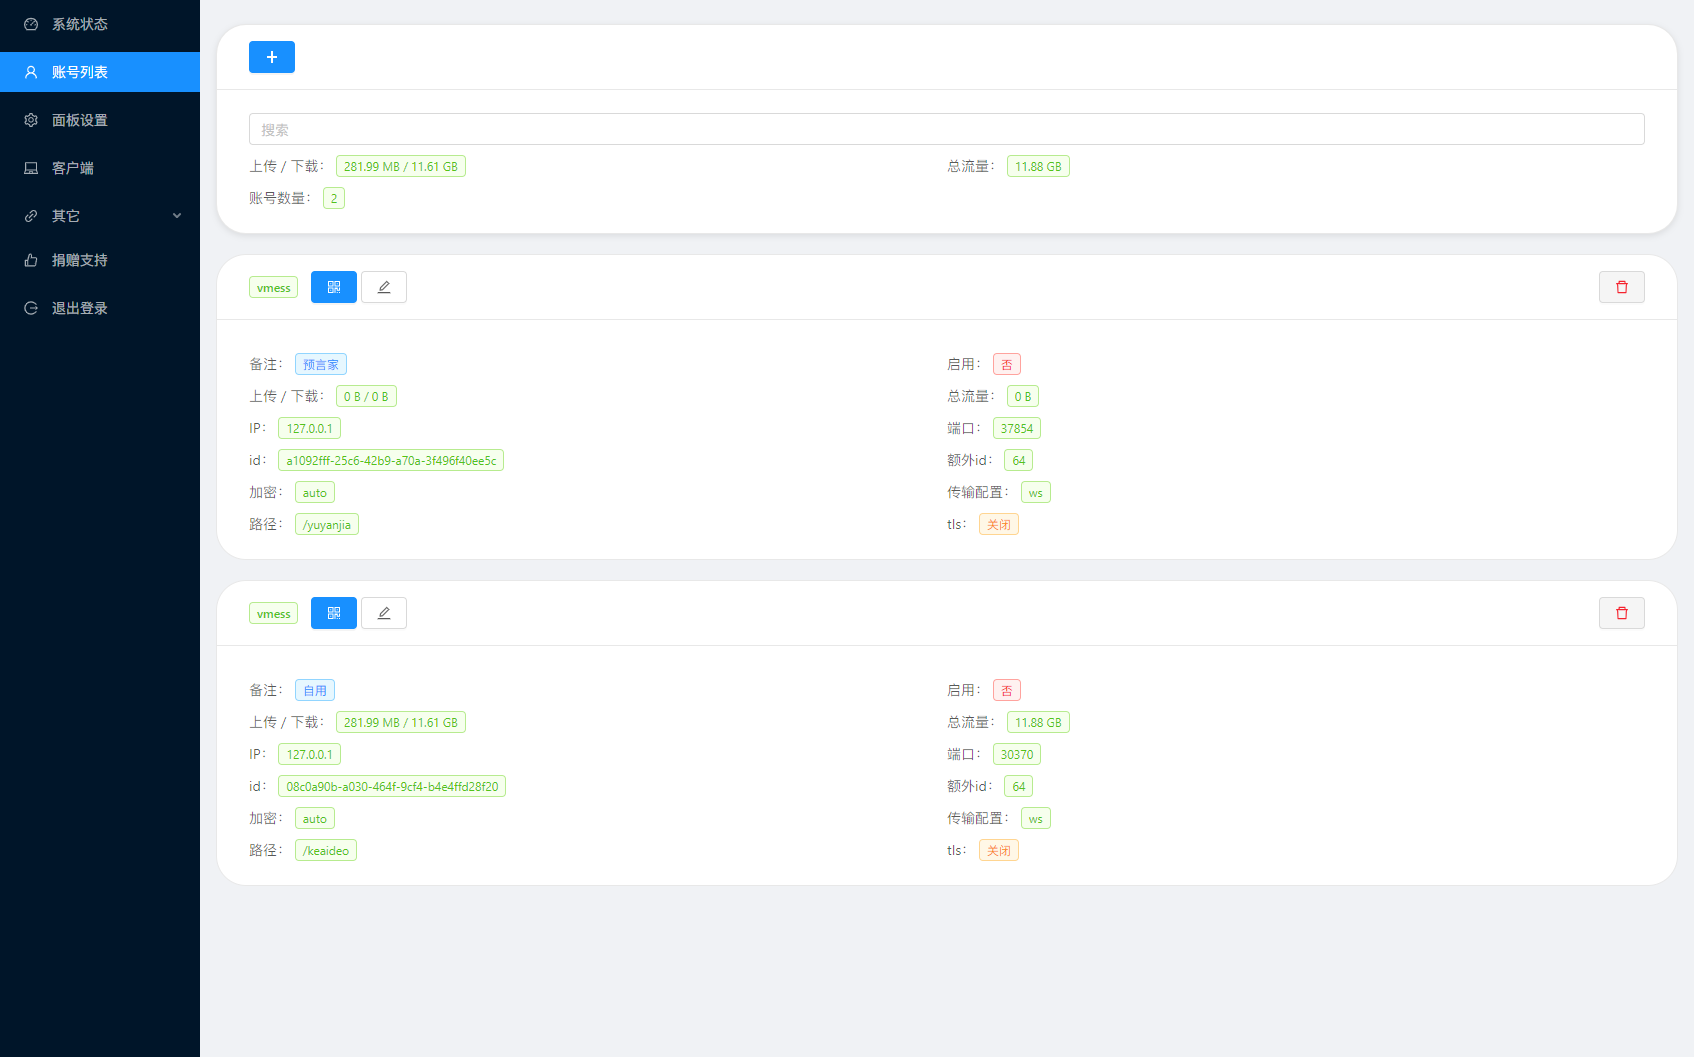 系统状态
账号列表
面板设置
客户端
其它
捐赠支持
退出登录
搜索
上传 / 下载： 281.99 MB / 11.61 GB
总流量： 11.88 GB
账号数量： 2
vmess
备注： 预言家
启用： 否
上传 / 下载： 0 B / 0 B
总流量： 0 B
IP： 127.0.0.1
端口： 37854
id： a1092fff-25c6-42b9-a70a-3f496f40ee5c
额外id： 64
加密： auto
传输配置： ws
路径： /yuyanjia
tls： 关闭
vmess
备注： 自用
启用： 否
上传 / 下载： 281.99 MB / 11.61 GB
总流量： 11.88 GB
IP： 127.0.0.1
端口： 30370
id： 08c0a90b-a030-464f-9cf4-b4e4ffd28f20
额外id： 64
加密： auto
传输配置： ws
路径： /keaideo
tls： 关闭